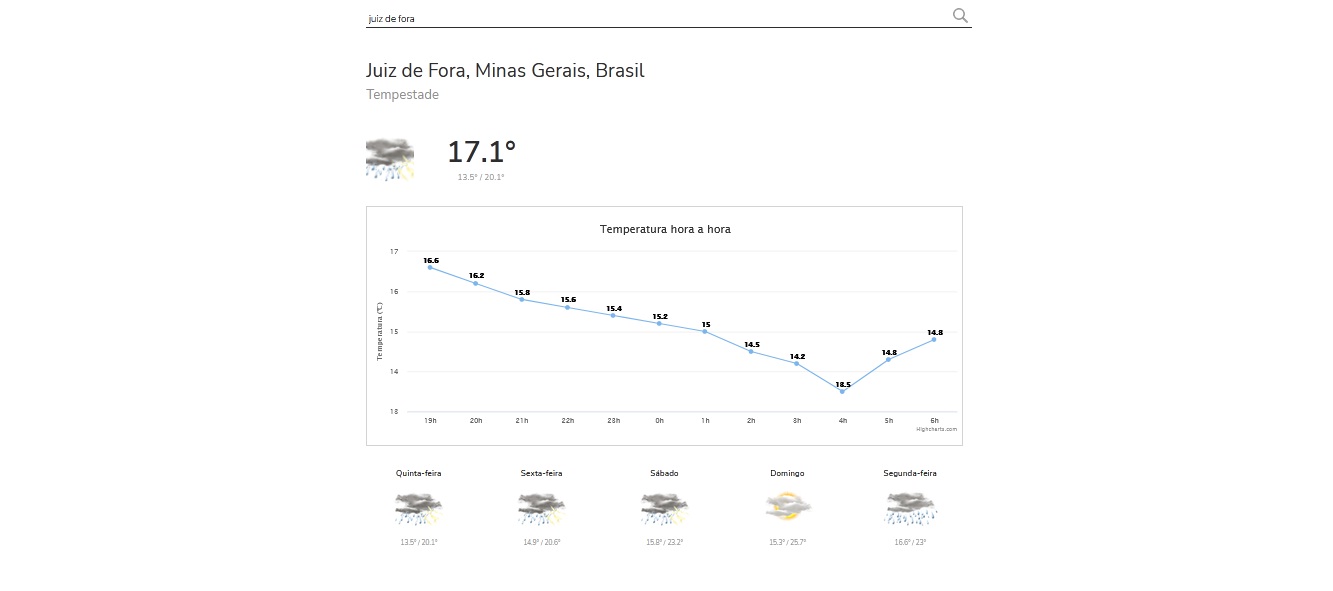 juiz de fora
Juiz de Fora, Minas Gerais, Brasil
Tempestade
17.1°
13.5° / 20.1°
Temperatura hora a hora
Temperatura (°C)
17
16
15
14
13
16.6
16.2
15.8
15.6
15.4
15.2
15
14.5
14.2
13.5
14.3
14.8
19h
20h
21h
22h
23h
0h
1h
2h
3h
4h
5h
6h
Highcharts.com
Quinta-feira
Sexta-feira
Sábado
Domingo
Segunda-feira
13.5° / 20.1°
14.9° / 20.6°
15.8° / 23.2°
15.3° / 25.7°
16.6° / 23°